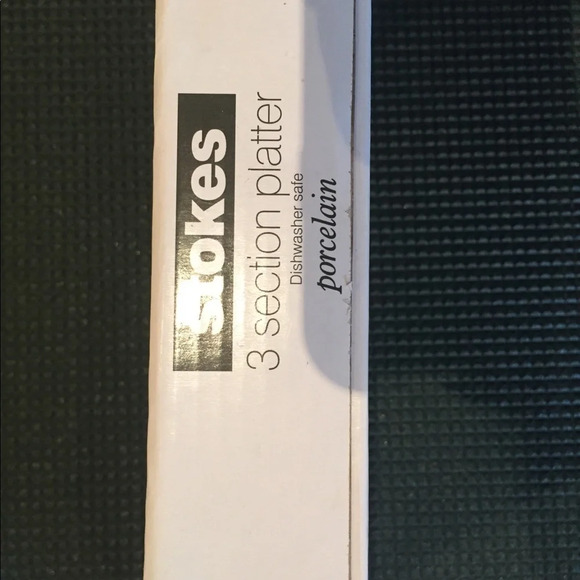 stokes
3 section platter
Dishwasher safe
porcelain